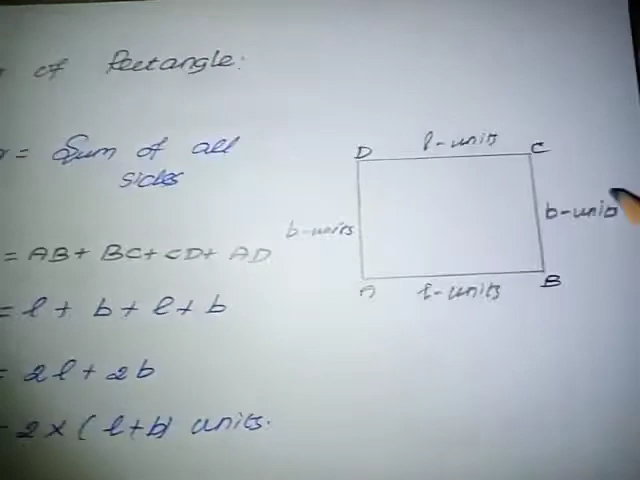 of Rectangle:
r = Sum of all
sides
= AB + BC + CD + AD
= l + b + l + b
= 2l + 2b
= 2 × (l+b) units.
D l-units C
b-units b-units
A l-units B